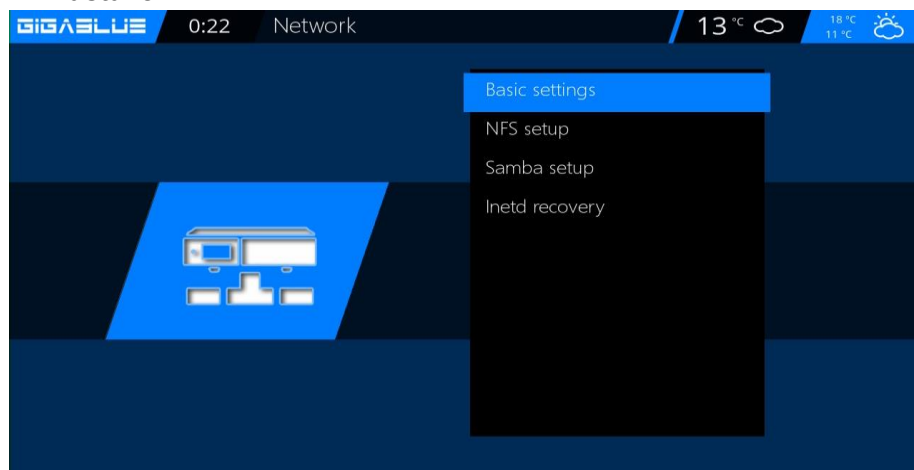 GIGABLUE 0:22 Network 13 °C 18 °C
11 °C
Basic settings
NFS setup
Samba setup
Inetd recovery